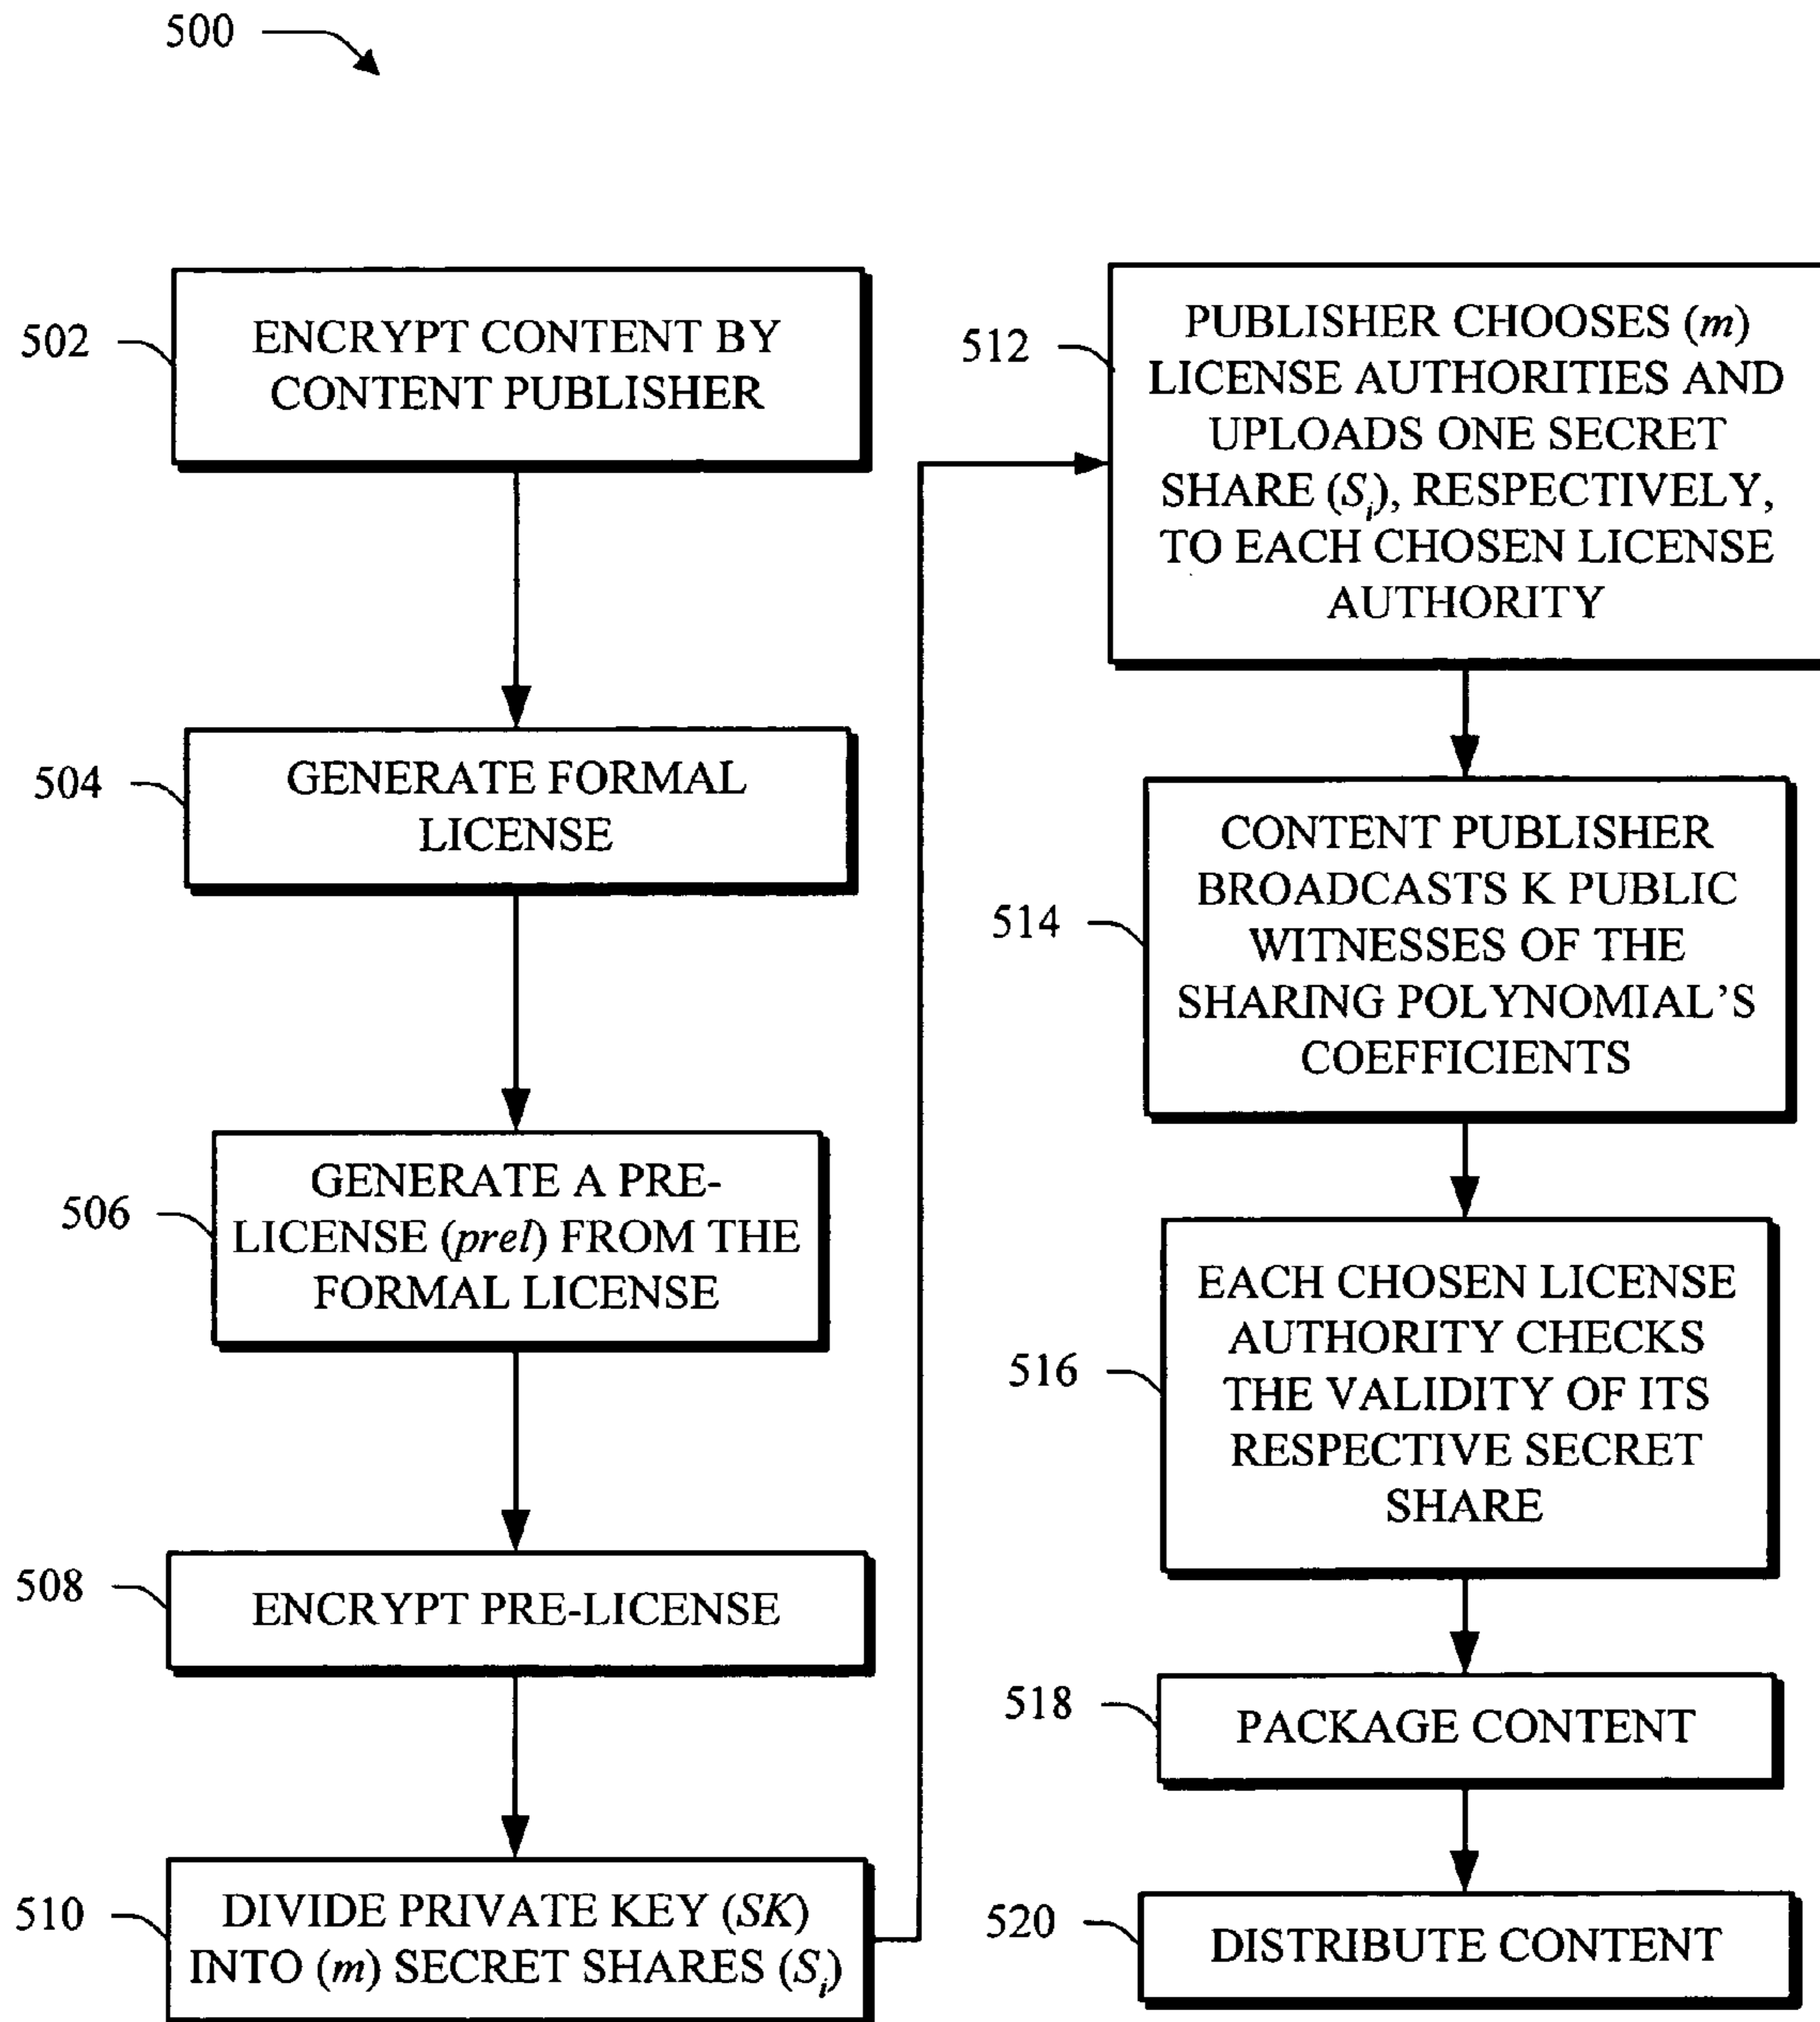 500
502
ENCRYPT CONTENT BY
CONTENT PUBLISHER
504
GENERATE FORMAL
LICENSE
506
GENERATE A PRE-
LICENSE (prel) FROM THE
FORMAL LICENSE
508
ENCRYPT PRE-LICENSE
510
DIVIDE PRIVATE KEY (SK)
INTO (m) SECRET SHARES (Si)
512
PUBLISHER CHOOSES (m)
LICENSE AUTHORITIES AND
UPLOADS ONE SECRET
SHARE (Si), RESPECTIVELY,
TO EACH CHOSEN LICENSE
AUTHORITY
514
CONTENT PUBLISHER
BROADCASTS K PUBLIC
WITNESSES OF THE
SHARING POLYNOMIAL'S
COEFFICIENTS
516
EACH CHOSEN LICENSE
AUTHORITY CHECKS
THE VALIDITY OF ITS
RESPECTIVE SECRET
SHARE
518
PACKAGE CONTENT
520
DISTRIBUTE CONTENT